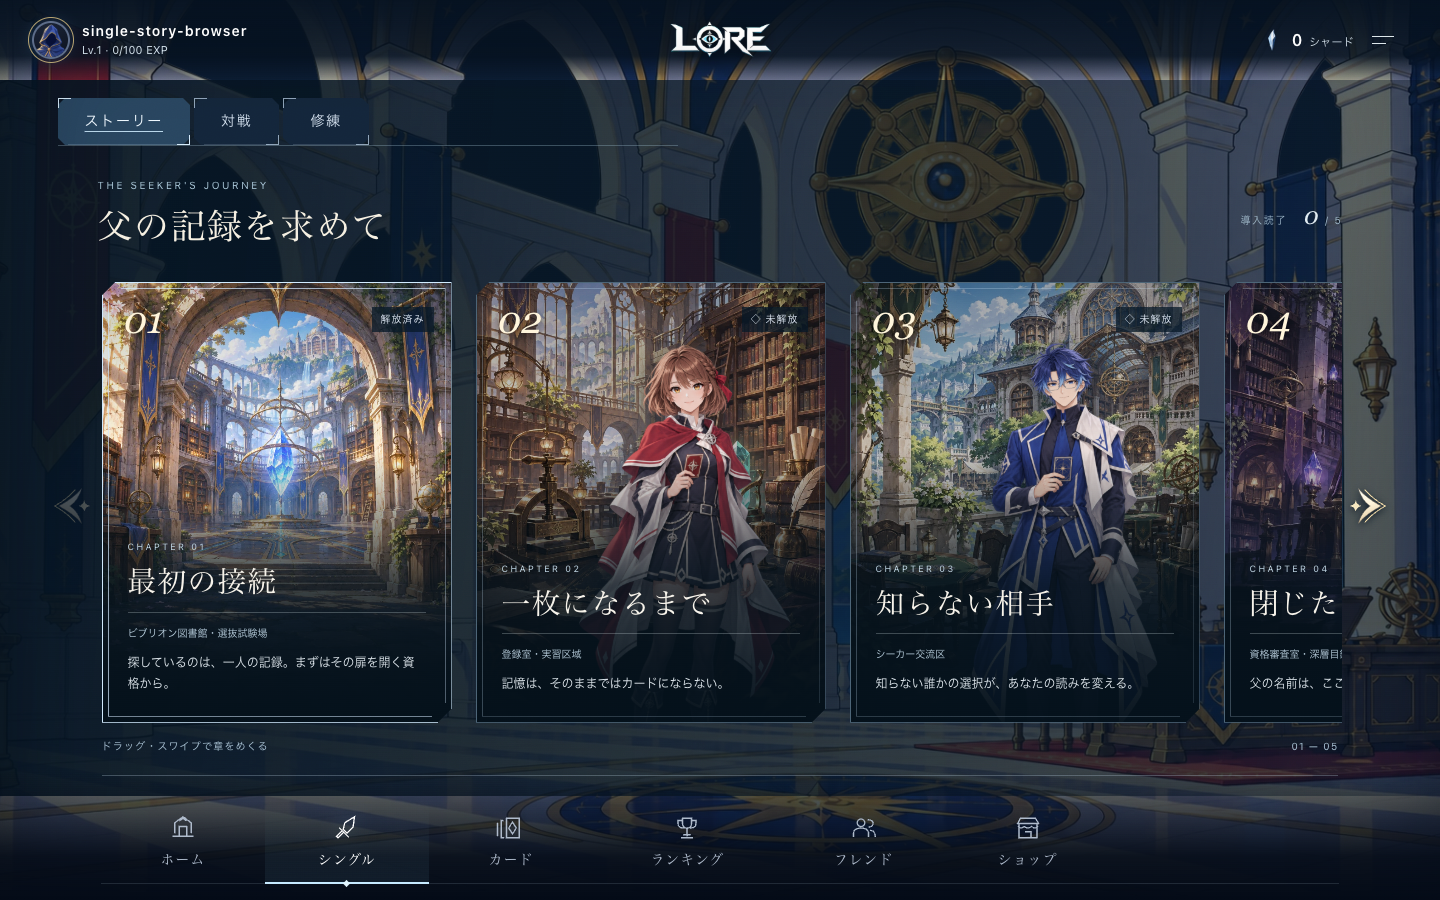 single-story-browser
Lv.1 · 0/100 EXP
LORE
0 シャード
ストーリー
対戦
修練
THE SEEKER'S JOURNEY
父の記録を求めて
導入読了 0 / 5
01
解放済み
CHAPTER 01
最初の接続
ビブリオン図書館・選抜試験場
探しているのは、一人の記録。まずはその扉を開く資
格から。
02
◇ 未解放
CHAPTER 02
一枚になるまで
登録室・実習区域
記憶は、そのままではカードにならない。
03
◇ 未解放
CHAPTER 03
知らない相手
シーカー交流区
知らない誰かの選択が、あなたの読みを変える。
04
CHAPTER 04
閉じた
資格審査室・深層目
父の名前は、ここ
ドラッグ・スワイプで章をめくる
01 — 05
ホーム
シングル
カード
ランキング
フレンド
ショップ